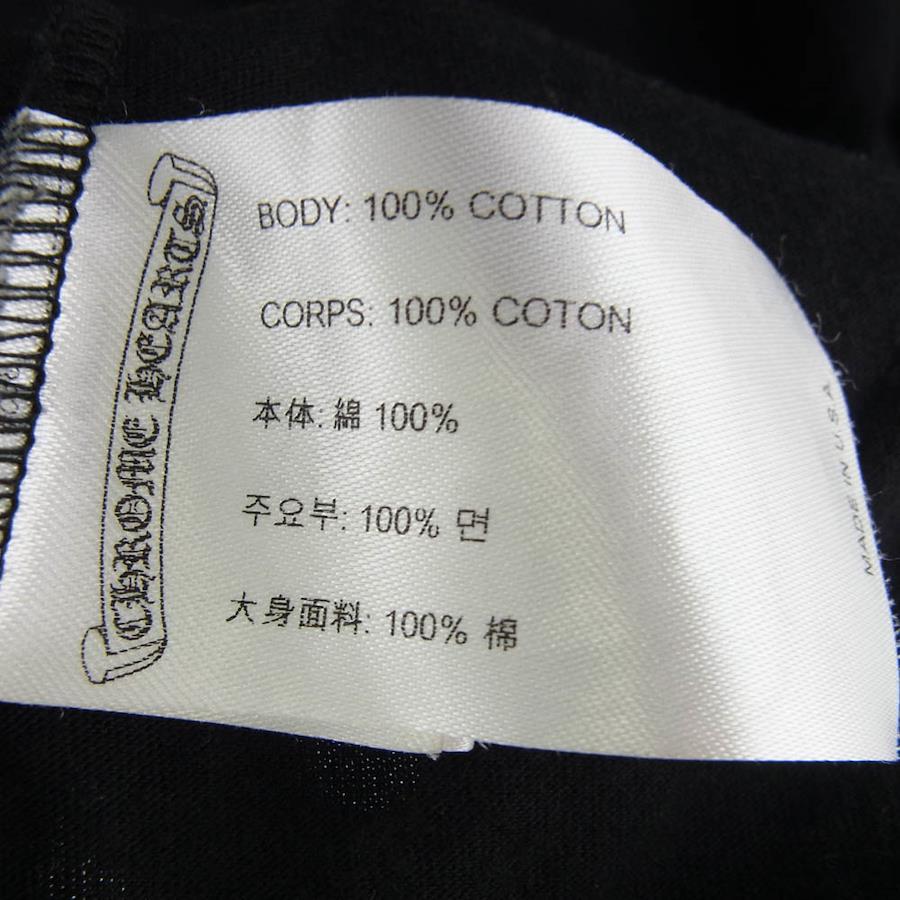 CHROME HEARTS
BODY: 100% COTTON
CORPS: 100% COTON
本体: 綿 100%
주요부: 100% 면
大身面料: 100% 棉
MADE IN U.S.A